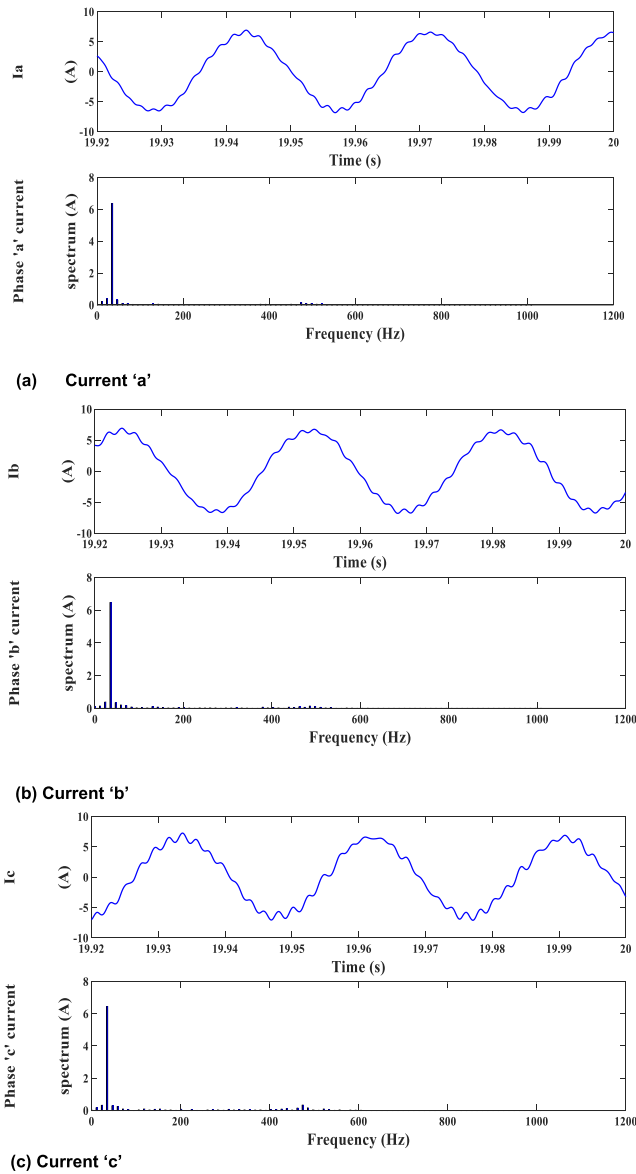 Ia
(A)
10
5
0
-5
-10
19.92 19.93 19.94 19.95 19.96 19.97 19.98 19.99 20
Time (s)
Phase 'a' current
spectrum (A)
8
6
4
2
0
0 200 400 600 800 1000 1200
Frequency (Hz)
(a) Current ‘a’
Ib
(A)
10
5
0
-5
-10
19.92 19.93 19.94 19.95 19.96 19.97 19.98 19.99 20
Time (s)
Phase 'b' current
spectrum (A)
8
6
4
2
0
0 200 400 600 800 1000 1200
Frequency (Hz)
(b) Current ‘b’
Ic
(A)
10
5
0
-5
-10
19.92 19.93 19.94 19.95 19.96 19.97 19.98 19.99 20
Time (s)
Phase 'c' current
spectrum (A)
8
6
4
2
0
0 200 400 600 800 1000 1200
Frequency (Hz)
(c) Current ‘c’